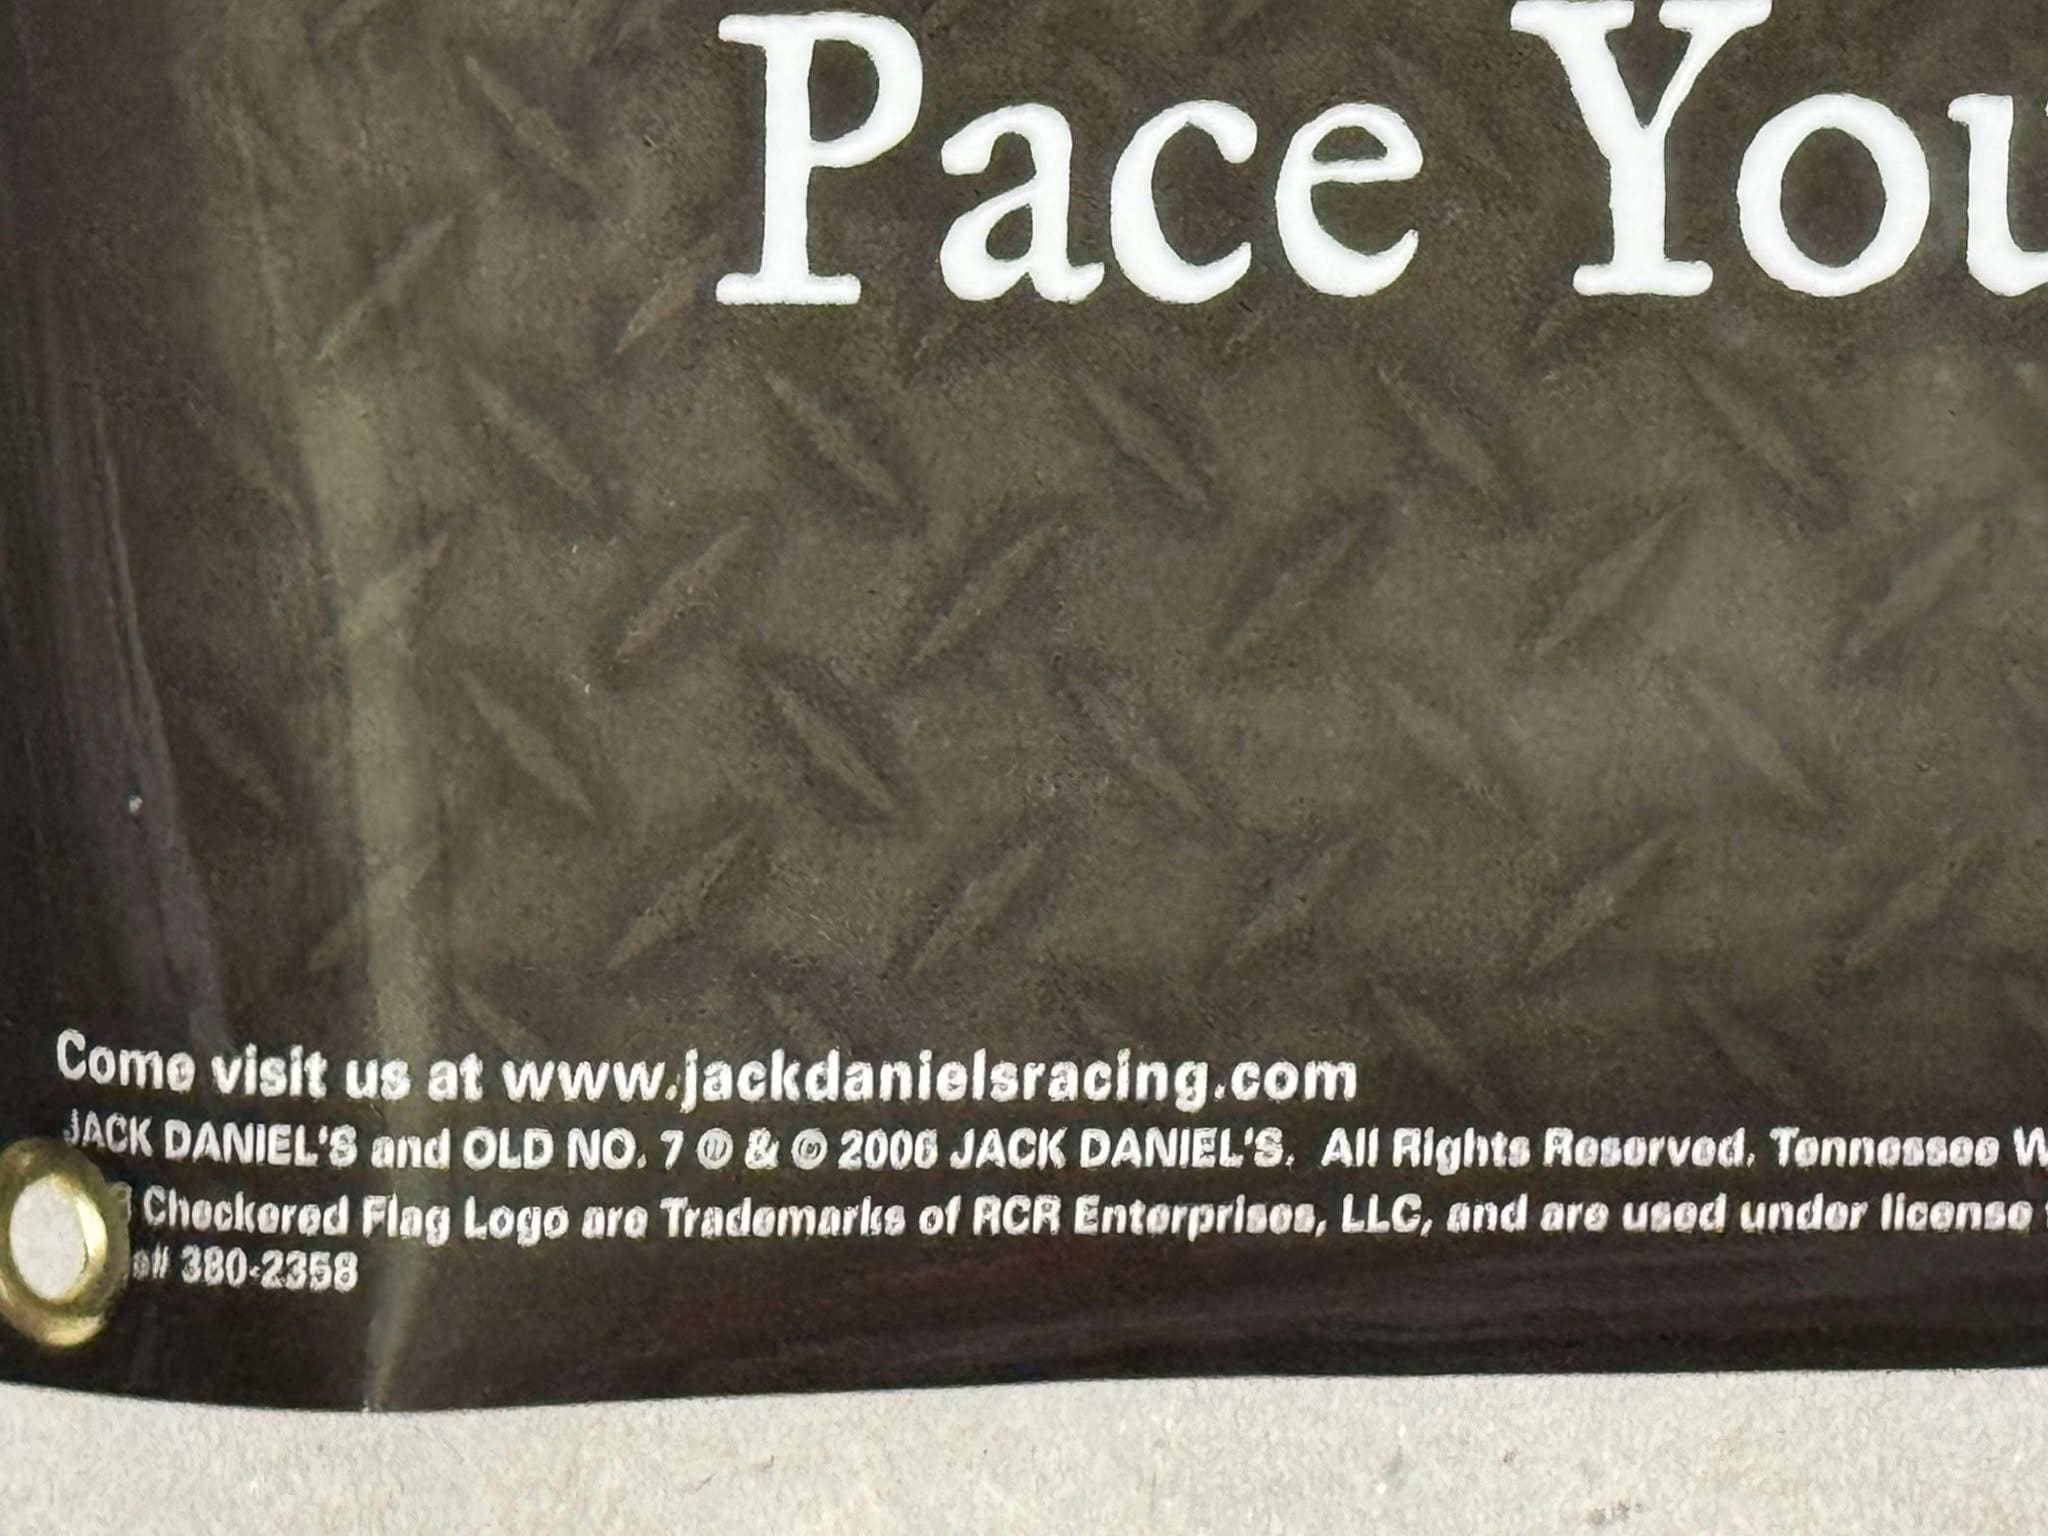 Pace You
Come visit us at www.jackdanielsracing.com
JACK DANIEL'S and OLD NO. 7 ® & © 2006 JACK DANIEL'S. All Rights Reserved. Tennessee W
Checkered Flag Logo are Trademarks of RCR Enterprises, LLC, and are used under license
380-2358